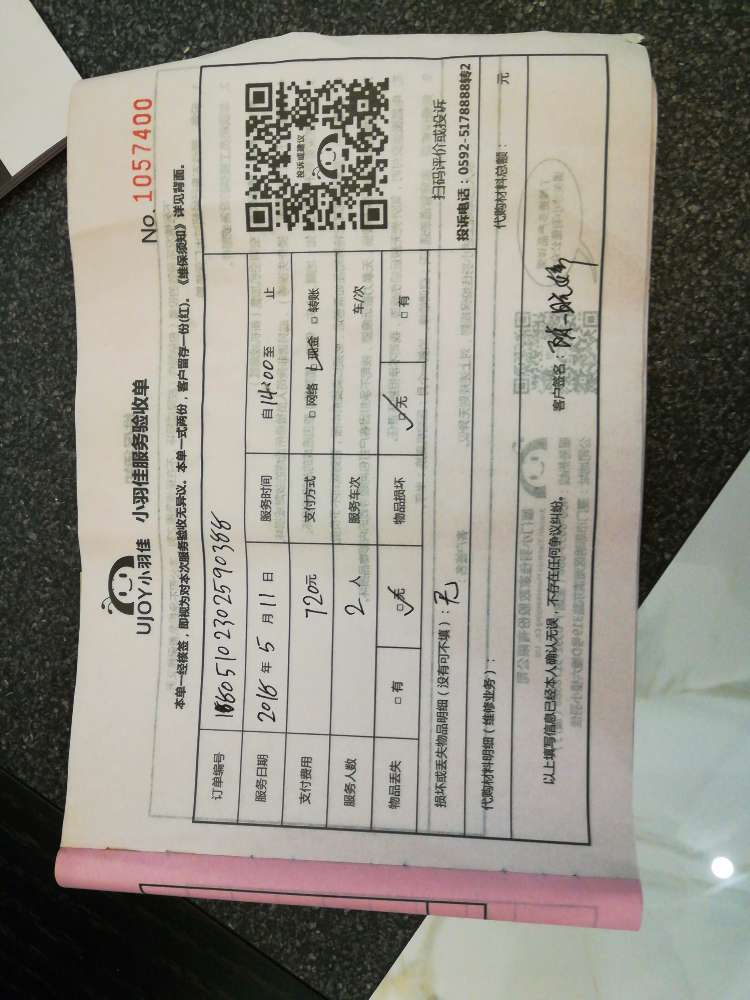 No. 1057400
UJOY小羽佳 小羽佳服务验收单
本单一经核签，即视为对本次服务验收无异议。本单一式两份，客户留存一份(红)。《维保须知》详见背面。
订单编号
服务日期 2018 年 5 月 11 日 服务时间 自 14:00 至 止
支付费用 720元 支付方式 □ 网络 □ 现金 □ 转账
服务人数 2 人 服务车次 车/次
物品丢失 □ 有 □ 无 物品损坏 □ 无 □ 有
投诉或建议
扫码评价或投诉
投诉电话：0592-5178888转2
损坏或丢失物品明细（没有可不填）：无
代购材料明细（维修业务）：
代购材料总额： 元
以上填写信息已经本人确认无误，不存在任何争议纠纷。 客户签名：